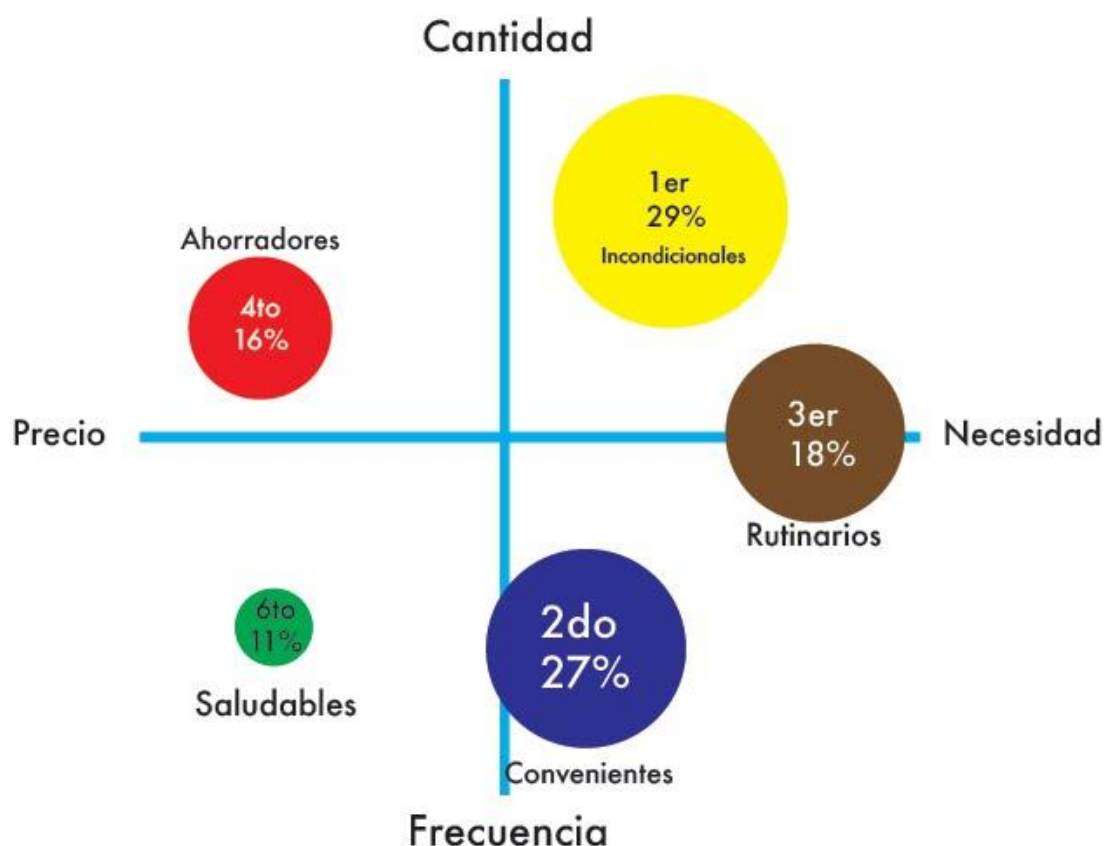 Cantidad
1er
29%
Incondicionales
Ahorradores
4to
16%
Precio
3er
18%
Necesidad
Rutinarios
6to
11%
Saludables
2do
27%
Convenientes
Frecuencia